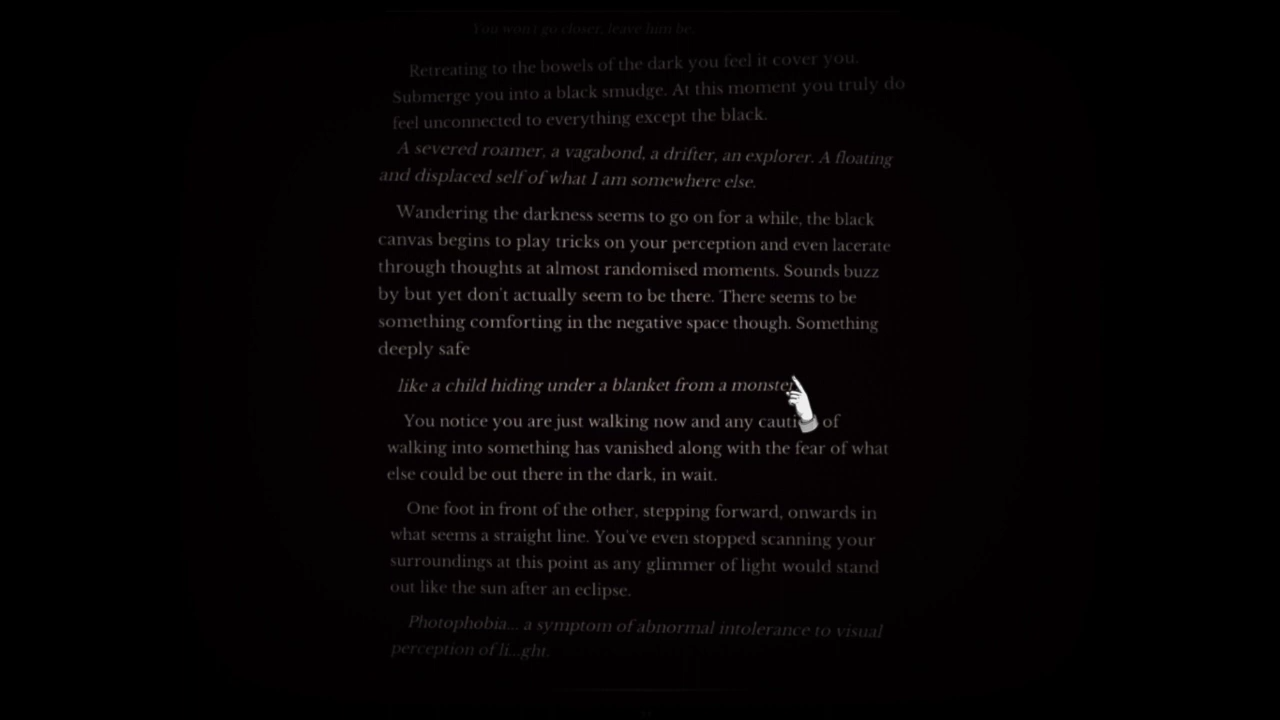 You won't go closer, leave him be.
Retreating to the bowels of the dark you feel it cover you.
Submerge you into a black smudge. At this moment you truly do
feel unconnected to everything except the black.
A severed roamer, a vagabond, a drifter, an explorer. A floating
and displaced self of what I am somewhere else.
Wandering the darkness seems to go on for a while, the black
canvas begins to play tricks on your perception and even lacerate
through thoughts at almost randomised moments. Sounds buzz
by but yet don't actually seem to be there. There seems to be
something comforting in the negative space though. Something
deeply safe
like a child hiding under a blanket from a monster
You notice you are just walking now and any caution of
walking into something has vanished along with the fear of what
else could be out there in the dark, in wait.
One foot in front of the other, stepping forward, onwards in
what seems a straight line. You've even stopped scanning your
surroundings at this point as any glimmer of light would stand
out like the sun after an eclipse.
Photophobia... a symptom of abnormal intolerance to visual
perception of li...ght.